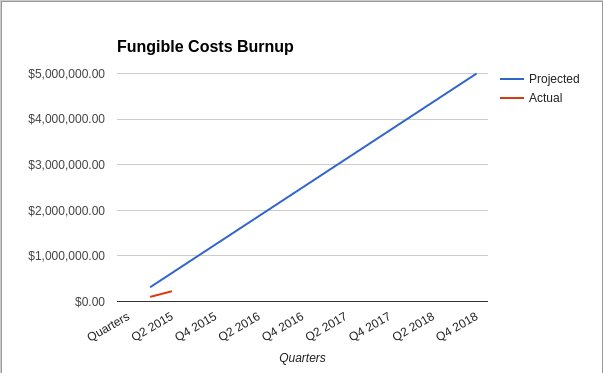 Fungible Costs Burnup
$5,000,000.00
$4,000,000.00
$3,000,000.00
$2,000,000.00
$1,000,000.00
$0.00
Projected
Actual
Quarters
Q2 2015
Q4 2015
Q2 2016
Q4 2016
Q2 2017
Q4 2017
Q2 2018
Q4 2018
Quarters